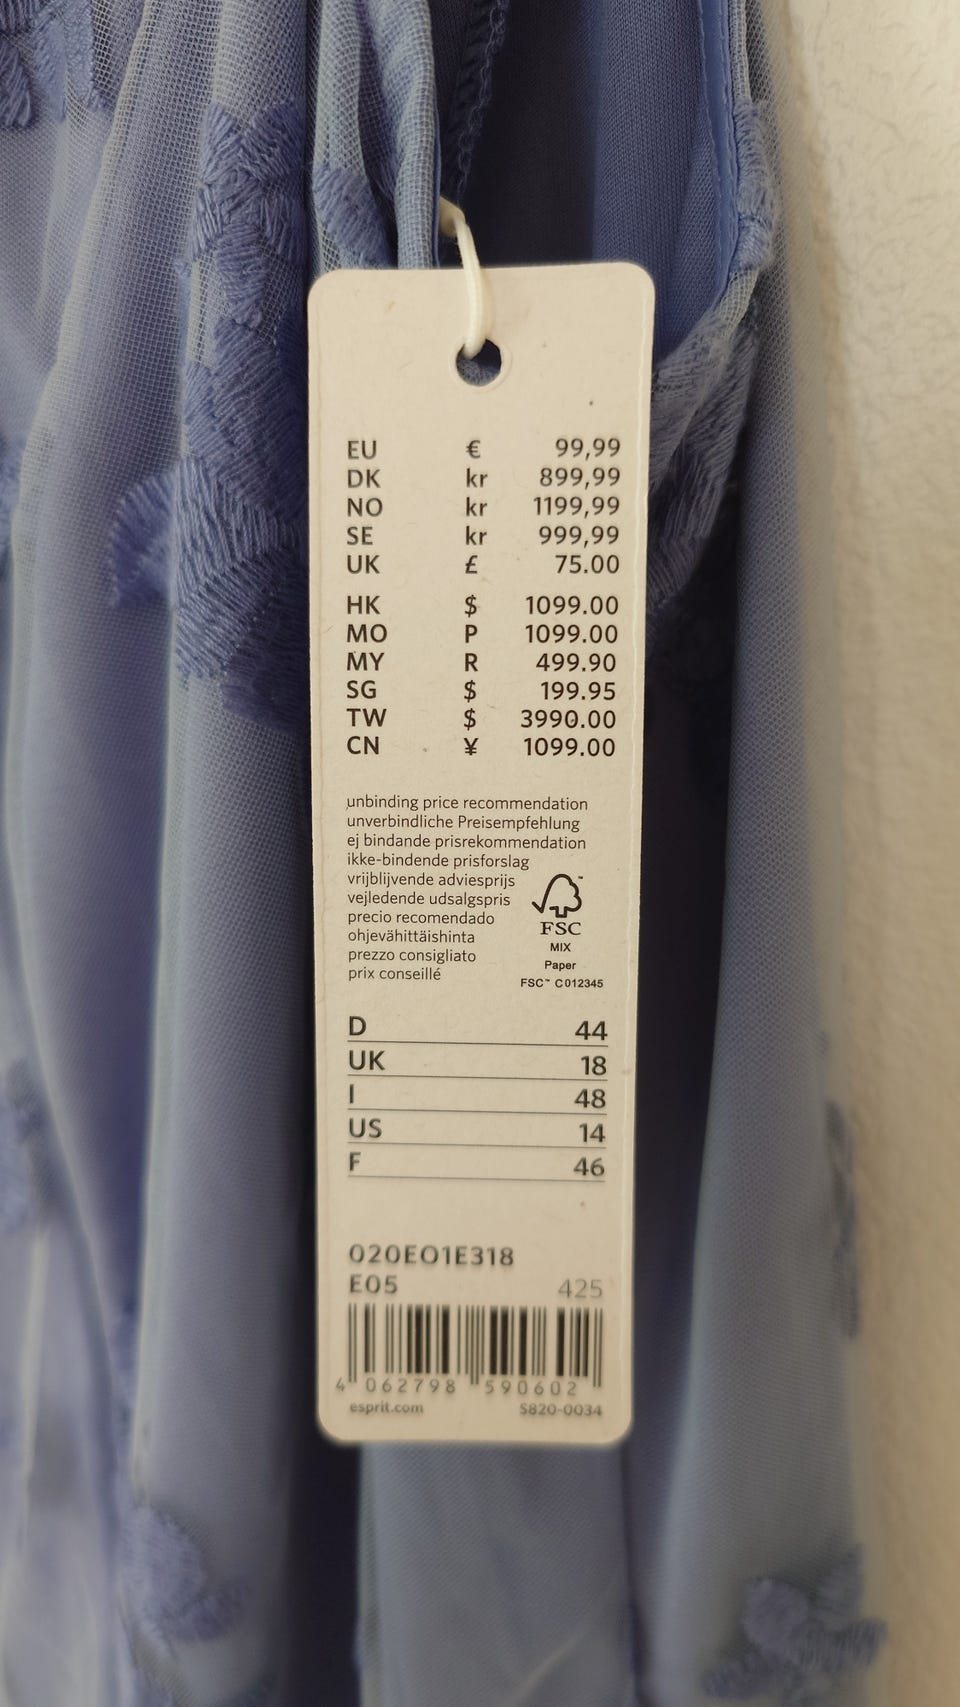 EU € 99,99
DK kr 899,99
NO kr 1199,99
SE kr 999,99
UK £ 75.00
HK $ 1099.00
MO P 1099.00
MY R 499.90
SG $ 199.95
TW $ 3990.00
CN ¥ 1099.00
unbinding price recommendation
unverbindliche Preisempfehlung
ej bindande prisrekommendation
ikke-bindende prisforslag
vrijblijvende adviesprijs
vejledende udsalgspris
precio recomendado
ohjevähittäishinta
prezzo consigliato
prix conseillé
FSC
MIX
Paper
FSC™ C012345
D 44
UK 18
I 48
US 14
F 46
020EO1E318
E05 425
4 062798 590602
esprit.com S820-0034